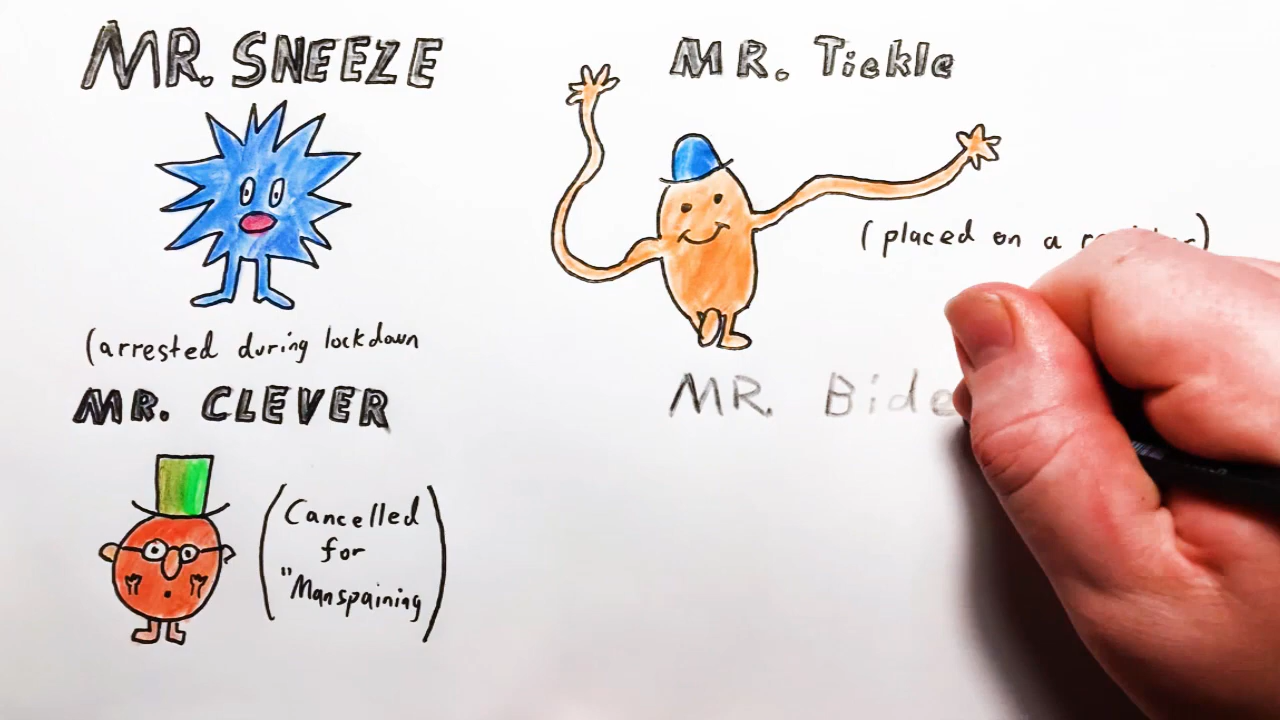 MR. SNEEZE
(arrested during lockdown
MR. CLEVER
(Cancelled
for
"Manspaining)
MR. Tickle
(placed on a
MR. Bide